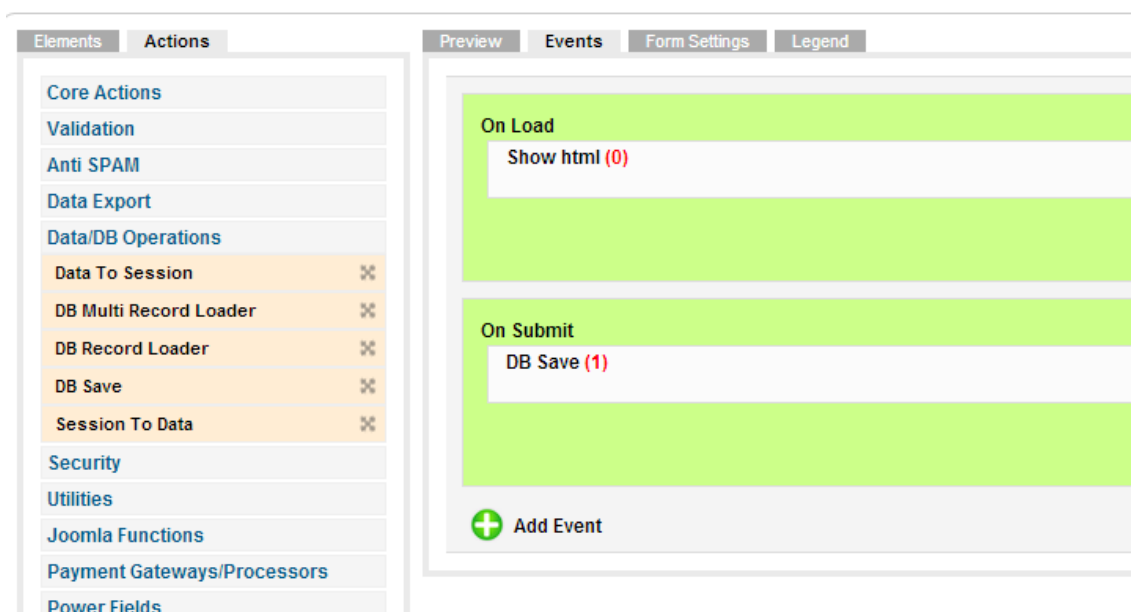 Elements Actions
Core Actions
Validation
Anti SPAM
Data Export
Data/DB Operations
Data To Session
DB Multi Record Loader
DB Record Loader
DB Save
Session To Data
Security
Utilities
Joomla Functions
Payment Gateways/Processors
Power Fields
Preview Events Form Settings Legend
On Load
Show html (0)
On Submit
DB Save (1)
Add Event